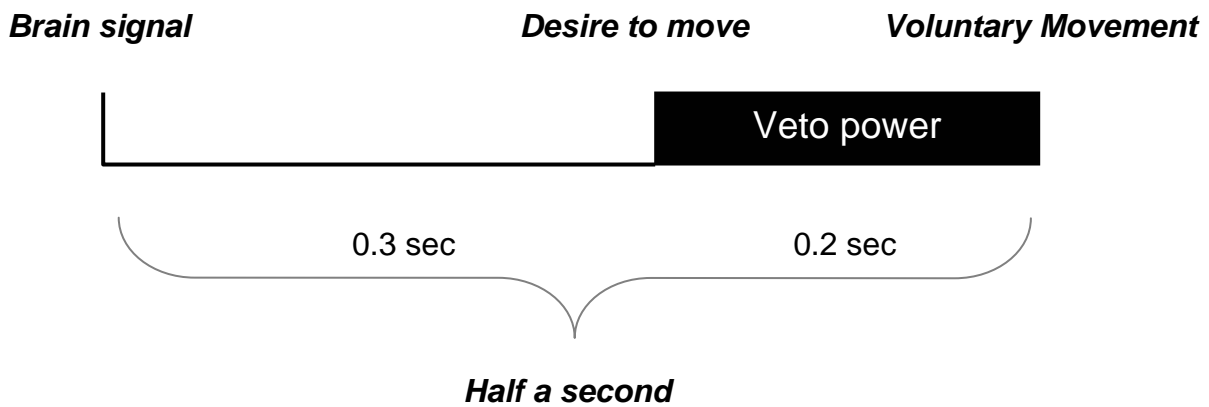 Brain signal Desire to move Voluntary Movement
Veto power
0.3 sec 0.2 sec
Half a second